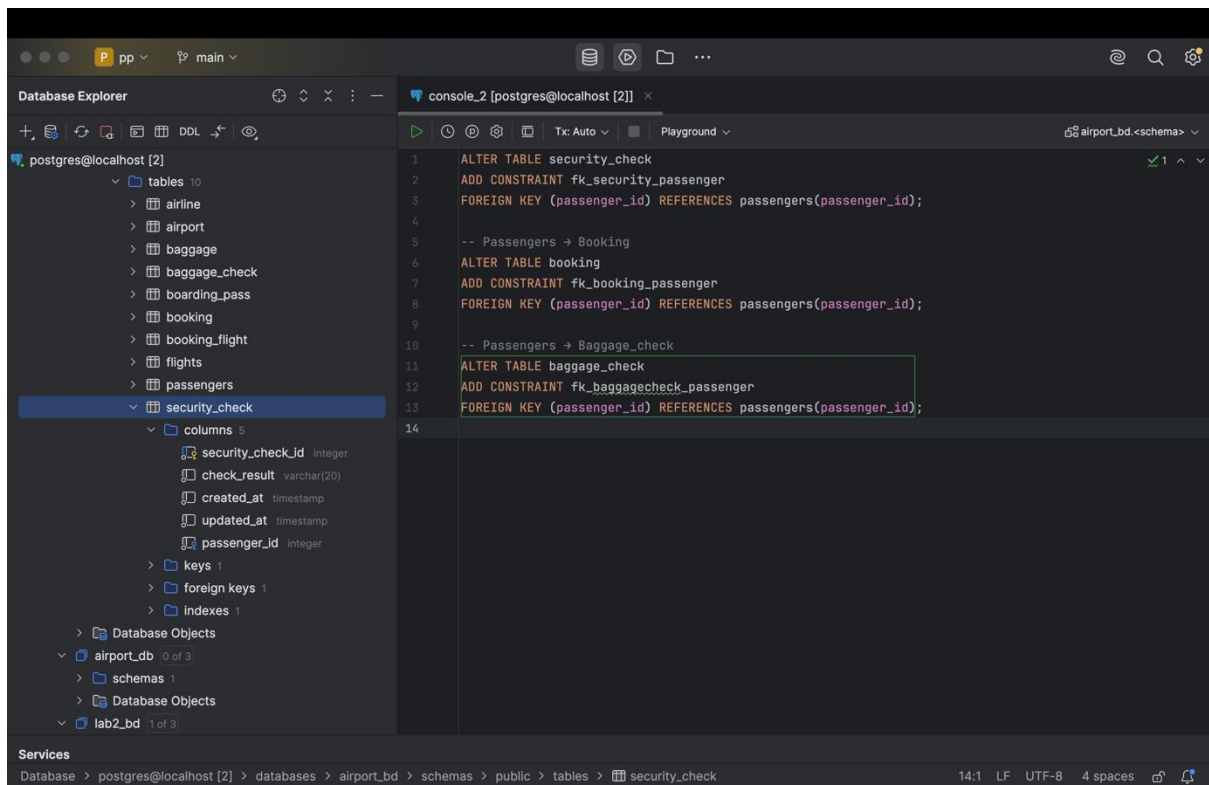 P pp main
Database Explorer
console_2 [postgres@localhost [2]]
DDL
Tx: Auto Playground airport_bd.<schema>
postgres@localhost [2]
tables 10
airline
airport
baggage
baggage_check
boarding_pass
booking
booking_flight
flights
passengers
security_check
columns 5
security_check_id integer
check_result varchar(20)
created_at timestamp
updated_at timestamp
passenger_id integer
keys 1
foreign keys 1
indexes 1
Database Objects
airport_db 0 of 3
schemas 1
Database Objects
lab2_bd 1 of 3
1 ALTER TABLE security_check 1
2 ADD CONSTRAINT fk_security_passenger
3 FOREIGN KEY (passenger_id) REFERENCES passengers(passenger_id);
4
5 -- Passengers → Booking
6 ALTER TABLE booking
7 ADD CONSTRAINT fk_booking_passenger
8 FOREIGN KEY (passenger_id) REFERENCES passengers(passenger_id);
9
10 -- Passengers → Baggage_check
11 ALTER TABLE baggage_check
12 ADD CONSTRAINT fk_baggagecheck_passenger
13 FOREIGN KEY (passenger_id) REFERENCES passengers(passenger_id);
14
Services
Database > postgres@localhost [2] > databases > airport_bd > schemas > public > tables > security_check 14:1 LF UTF-8 4 spaces